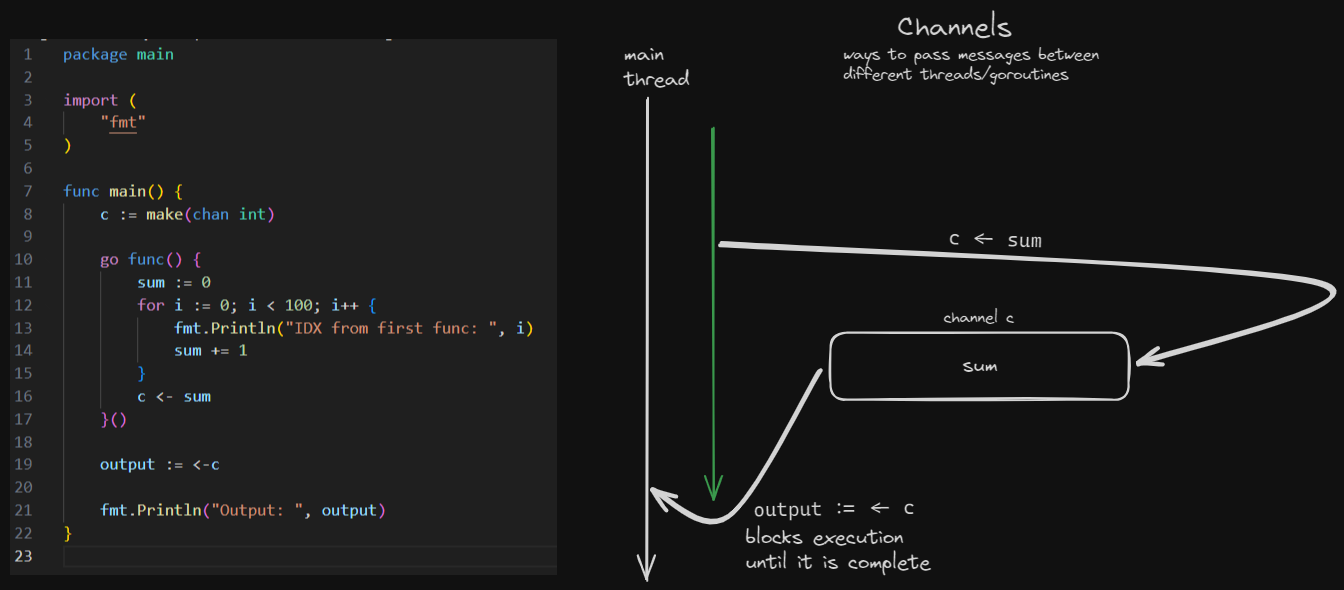 1 package main
2
3 import (
4     "fmt"
5 )
6
7 func main() {
8     c := make(chan int)
9
10     go func() {
11         sum := 0
12         for i := 0; i < 100; i++ {
13             fmt.Println("IDX from first func: ", i)
14             sum += 1
15         }
16         c <- sum
17     }()
18
19     output := <-c
20
21     fmt.Println("Output: ", output)
22 }
23
Channels
ways to pass messages between
different threads/goroutines
main
thread
c ← sum
channel c
sum
output := ← c
blocks execution
until it is complete